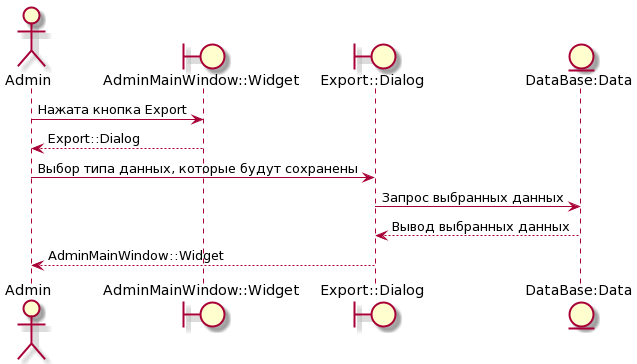 Admin
AdminMainWindow::Widget
Export::Dialog
DataBase:Data
Нажата кнопка Export
Export::Dialog
Выбор типа данных, которые будут сохранены
Запрос выбранных данных
Вывод выбранных данных
AdminMainWindow::Widget
Admin
AdminMainWindow::Widget
Export::Dialog
DataBase:Data